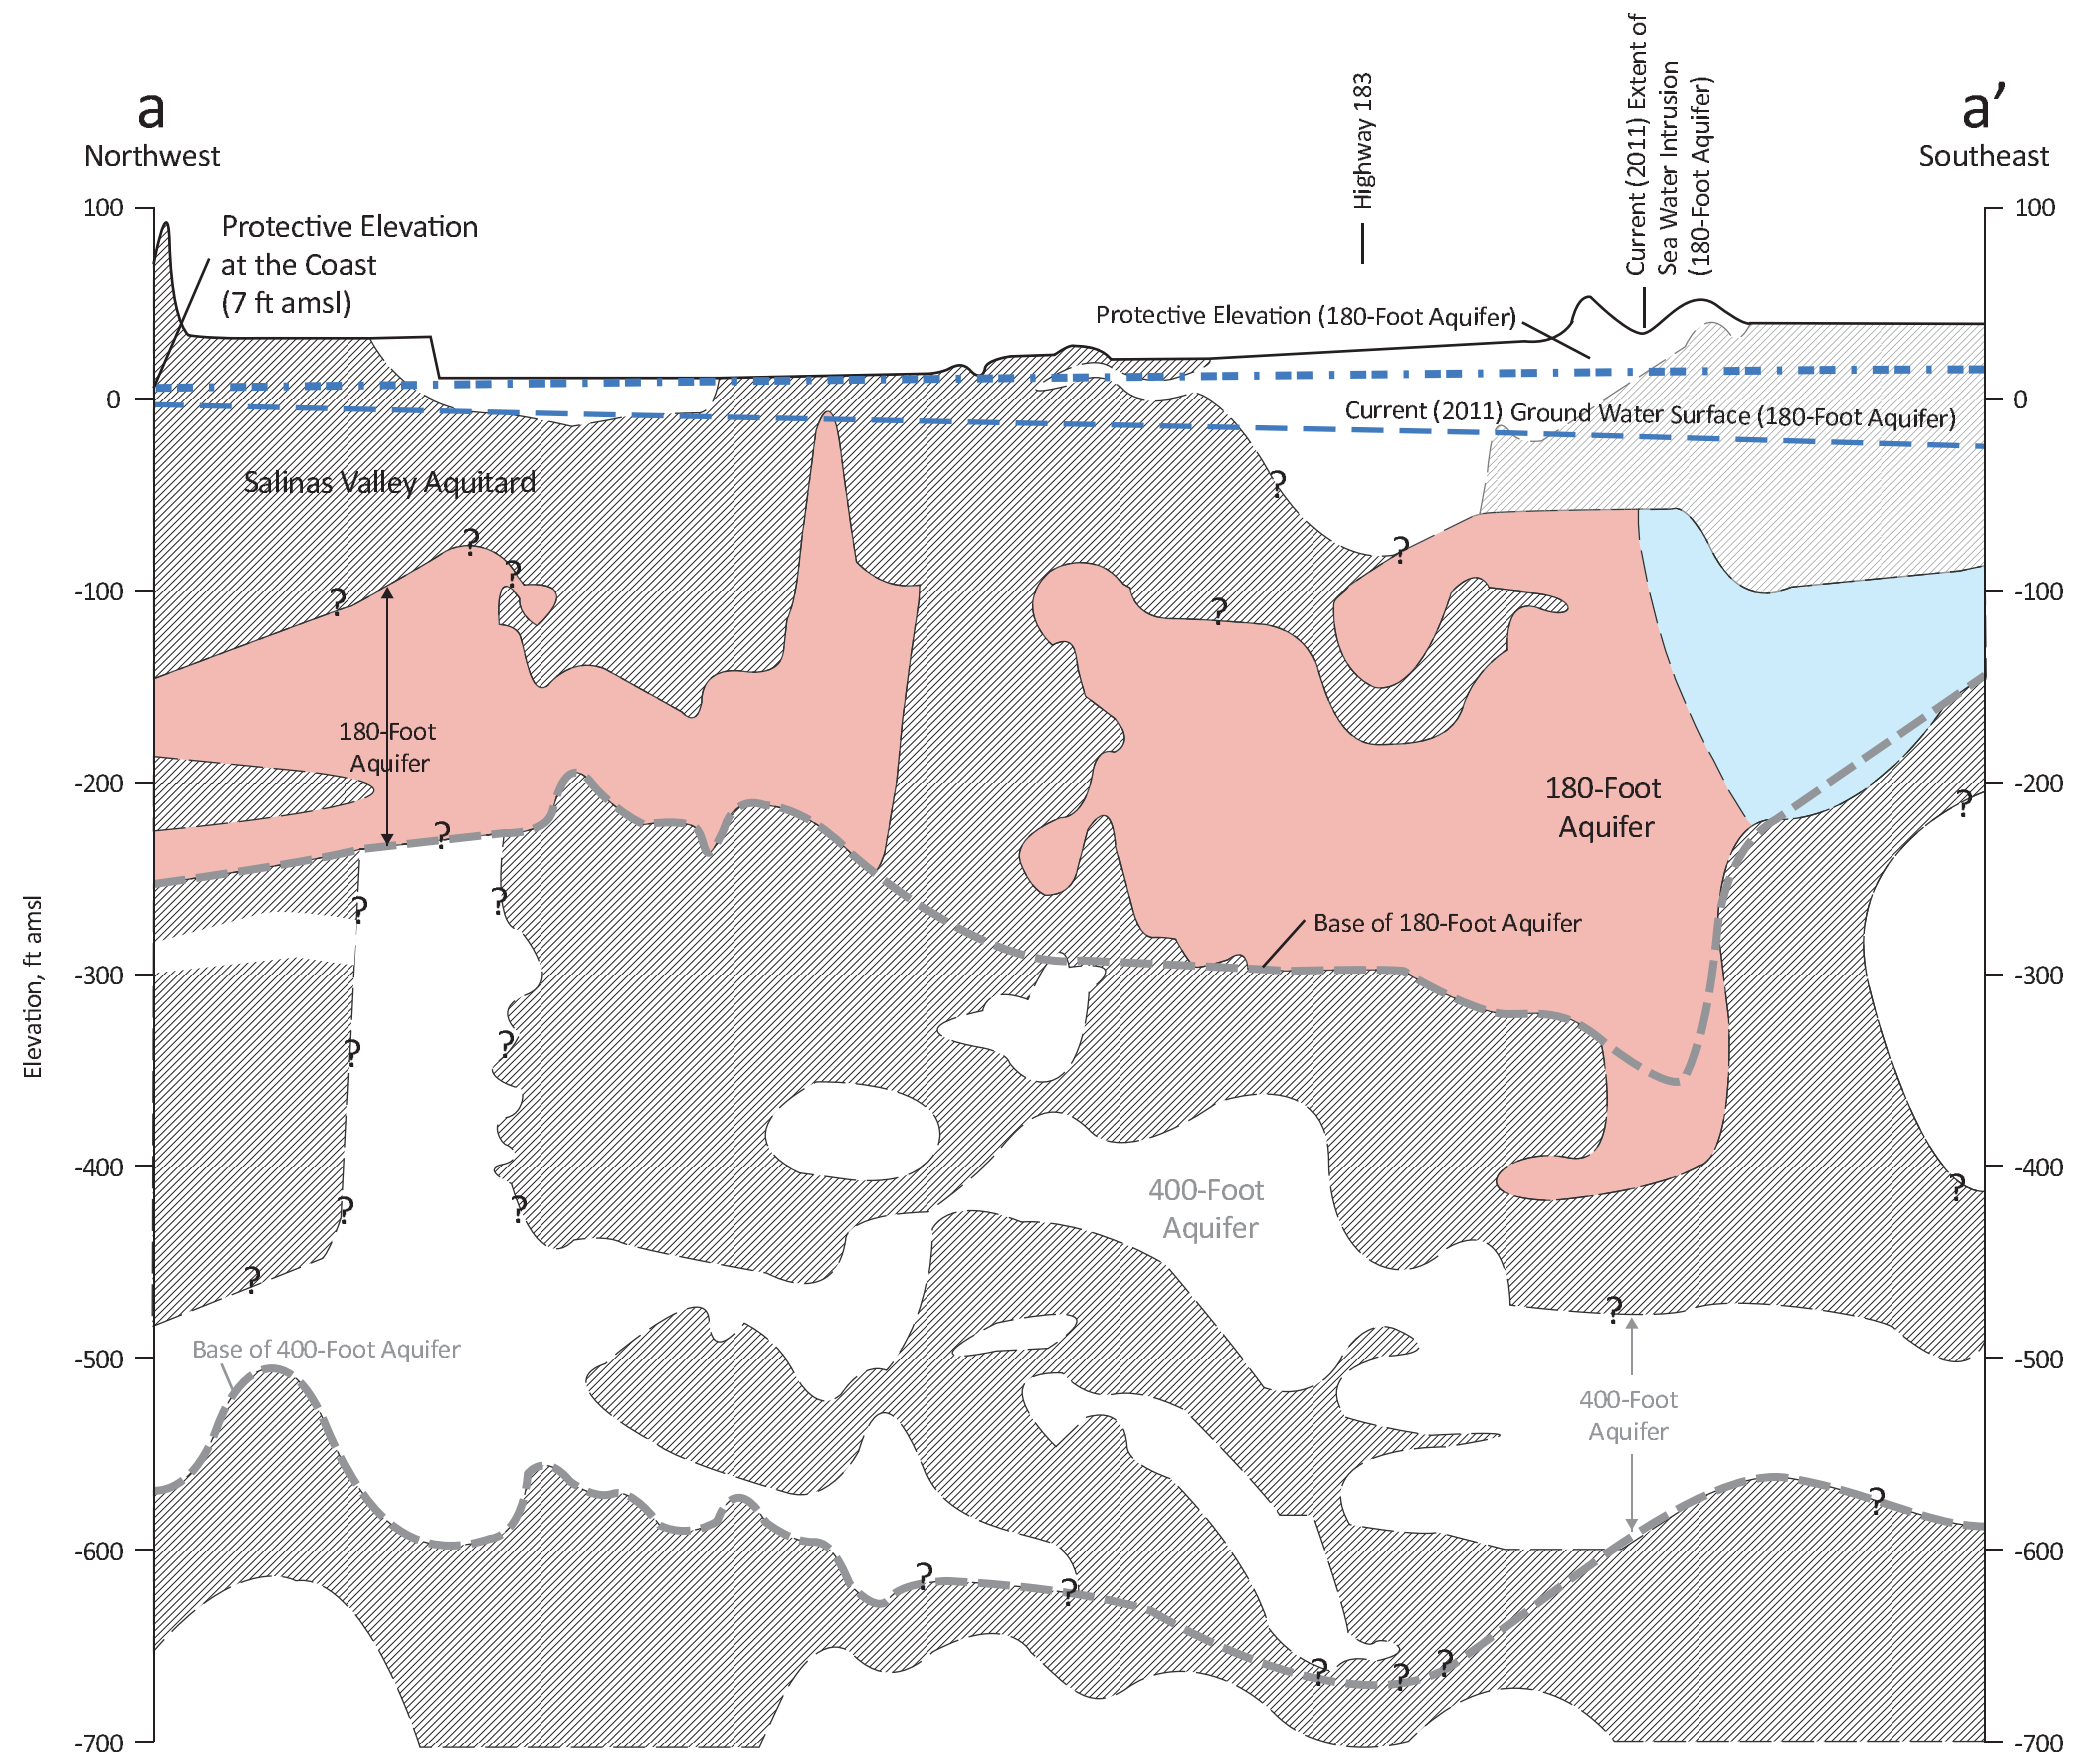 a
Northwest
a’
Southeast
Highway 183
Current (2011) Extent of
Sea Water Intrusion
(180-Foot Aquifer)
100
0
-100
-200
-300
-400
-500
-600
-700
Elevation, ft amsl
100
0
-100
-200
-300
-400
-500
-600
-700
Protective Elevation
at the Coast
(7 ft amsl)
Protective Elevation (180-Foot Aquifer)
Current (2011) Ground Water Surface (180-Foot Aquifer)
?
Salinas Valley Aquitard
?
?
?
?
?
?
180-Foot
Aquifer
180-Foot
Aquifer
?
?
?
?
Base of 180-Foot Aquifer
?
?
?
?
?
?
400-Foot
Aquifer
?
?
Base of 400-Foot Aquifer
400-Foot
Aquifer
?
?
?
?
?
?